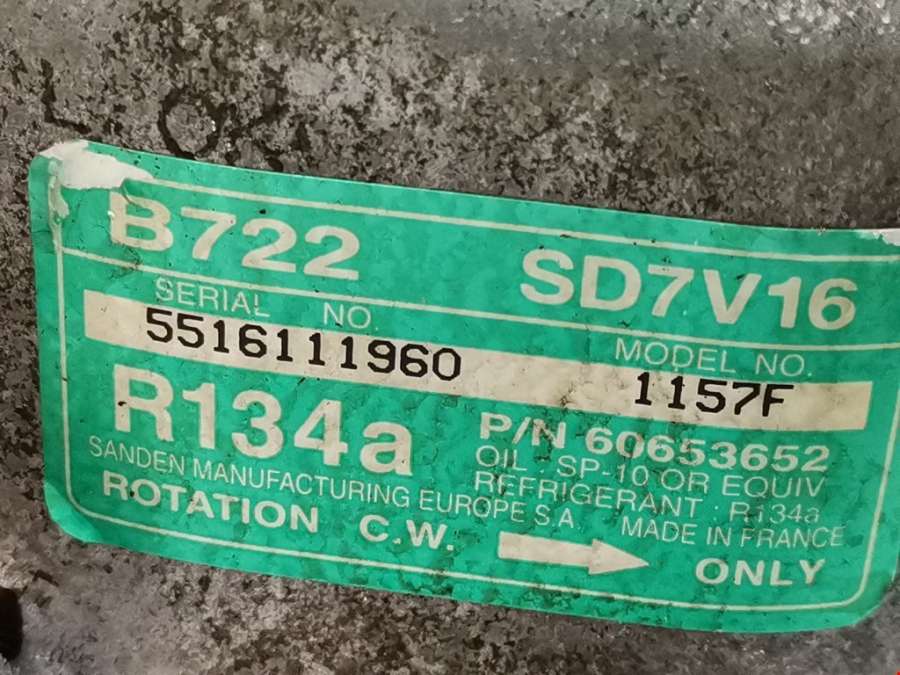 B722 SD7V16
SERIAL NO. MODEL NO.
5516111960 1157F
R134a P/N 60653652
OIL : SP-10 OR EQUIV
REFRIGERANT : R134a
SANDEN MANUFACTURING EUROPE S.A. MADE IN FRANCE
ROTATION C.W. ONLY